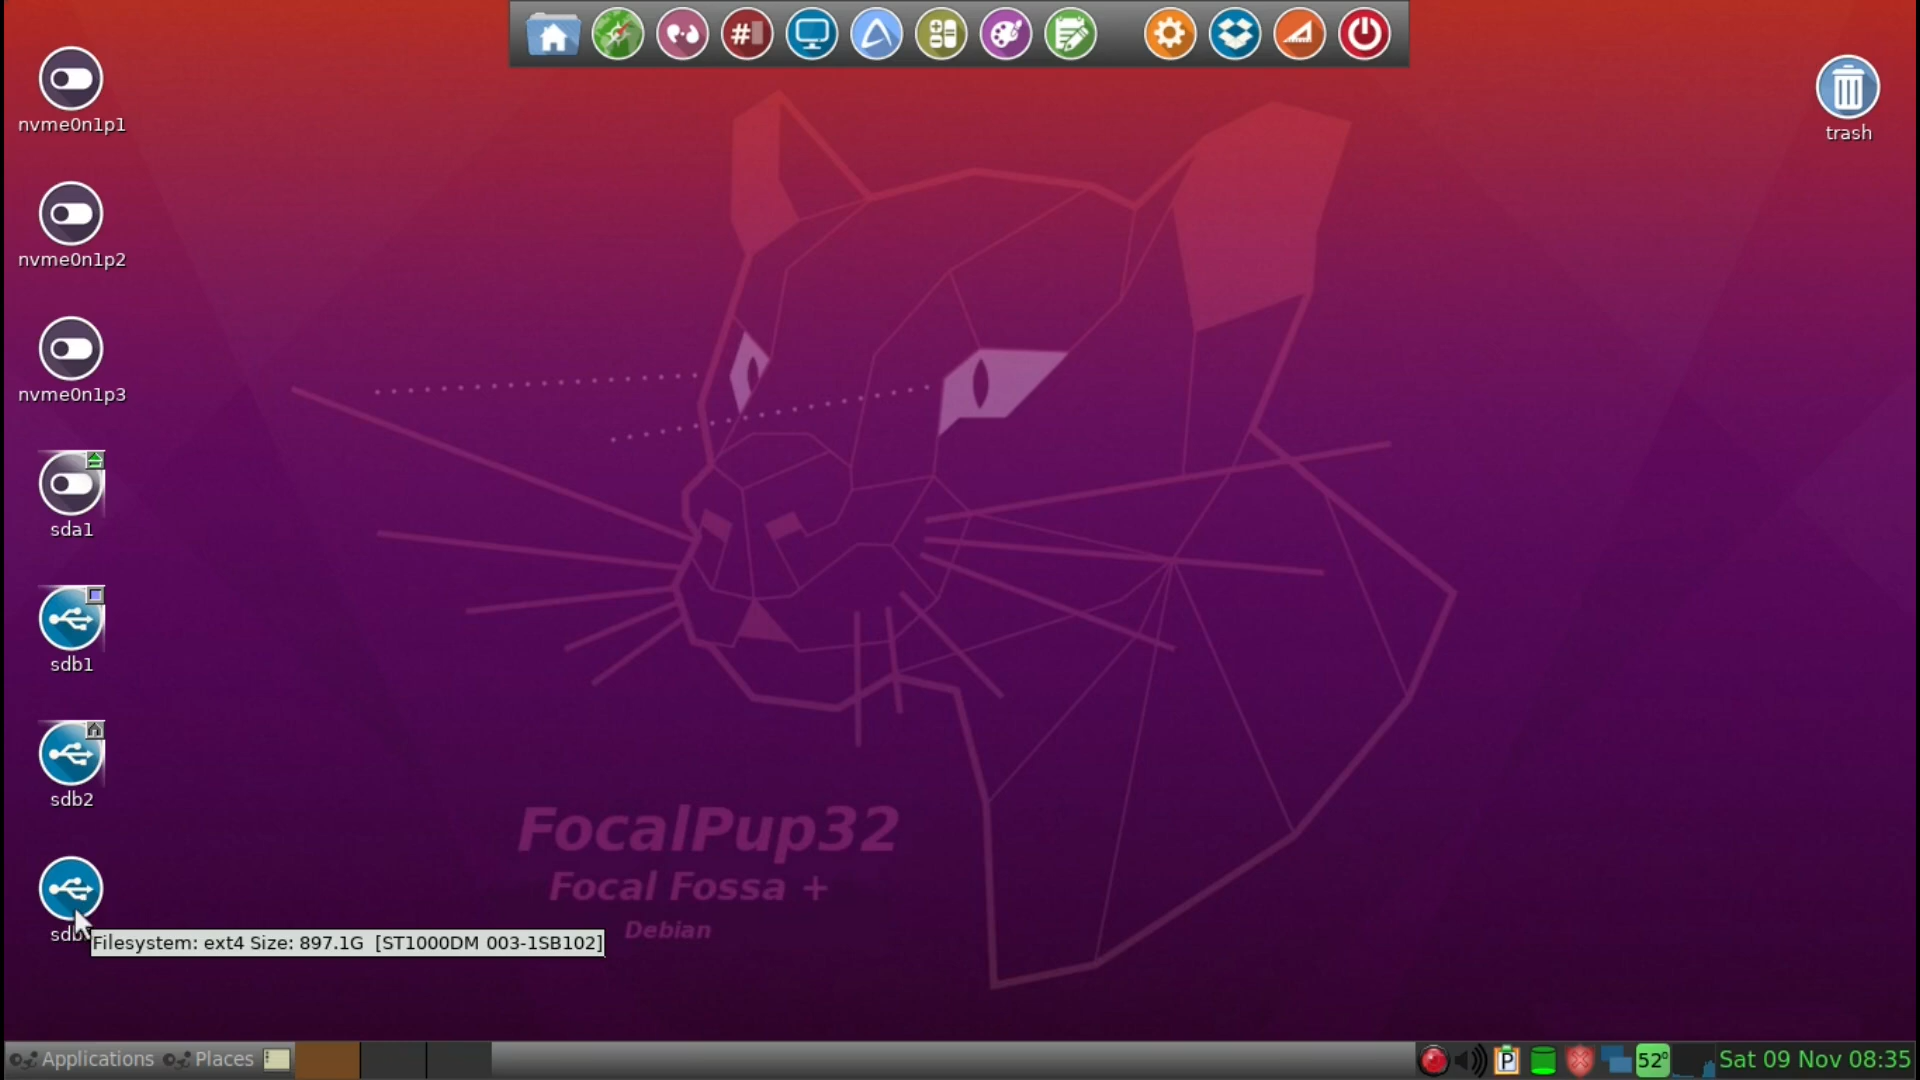 #
nvme0n1p1
trash
nvme0n1p2
nvme0n1p3
sda1
sdb1
sdb2
FocalPup32
Focal Fossa +
Debian
Filesystem: ext4 Size: 897.1G [ST1000DM 003-1SB102]
Applications
Places
P
52°
Sat 09 Nov 08:35